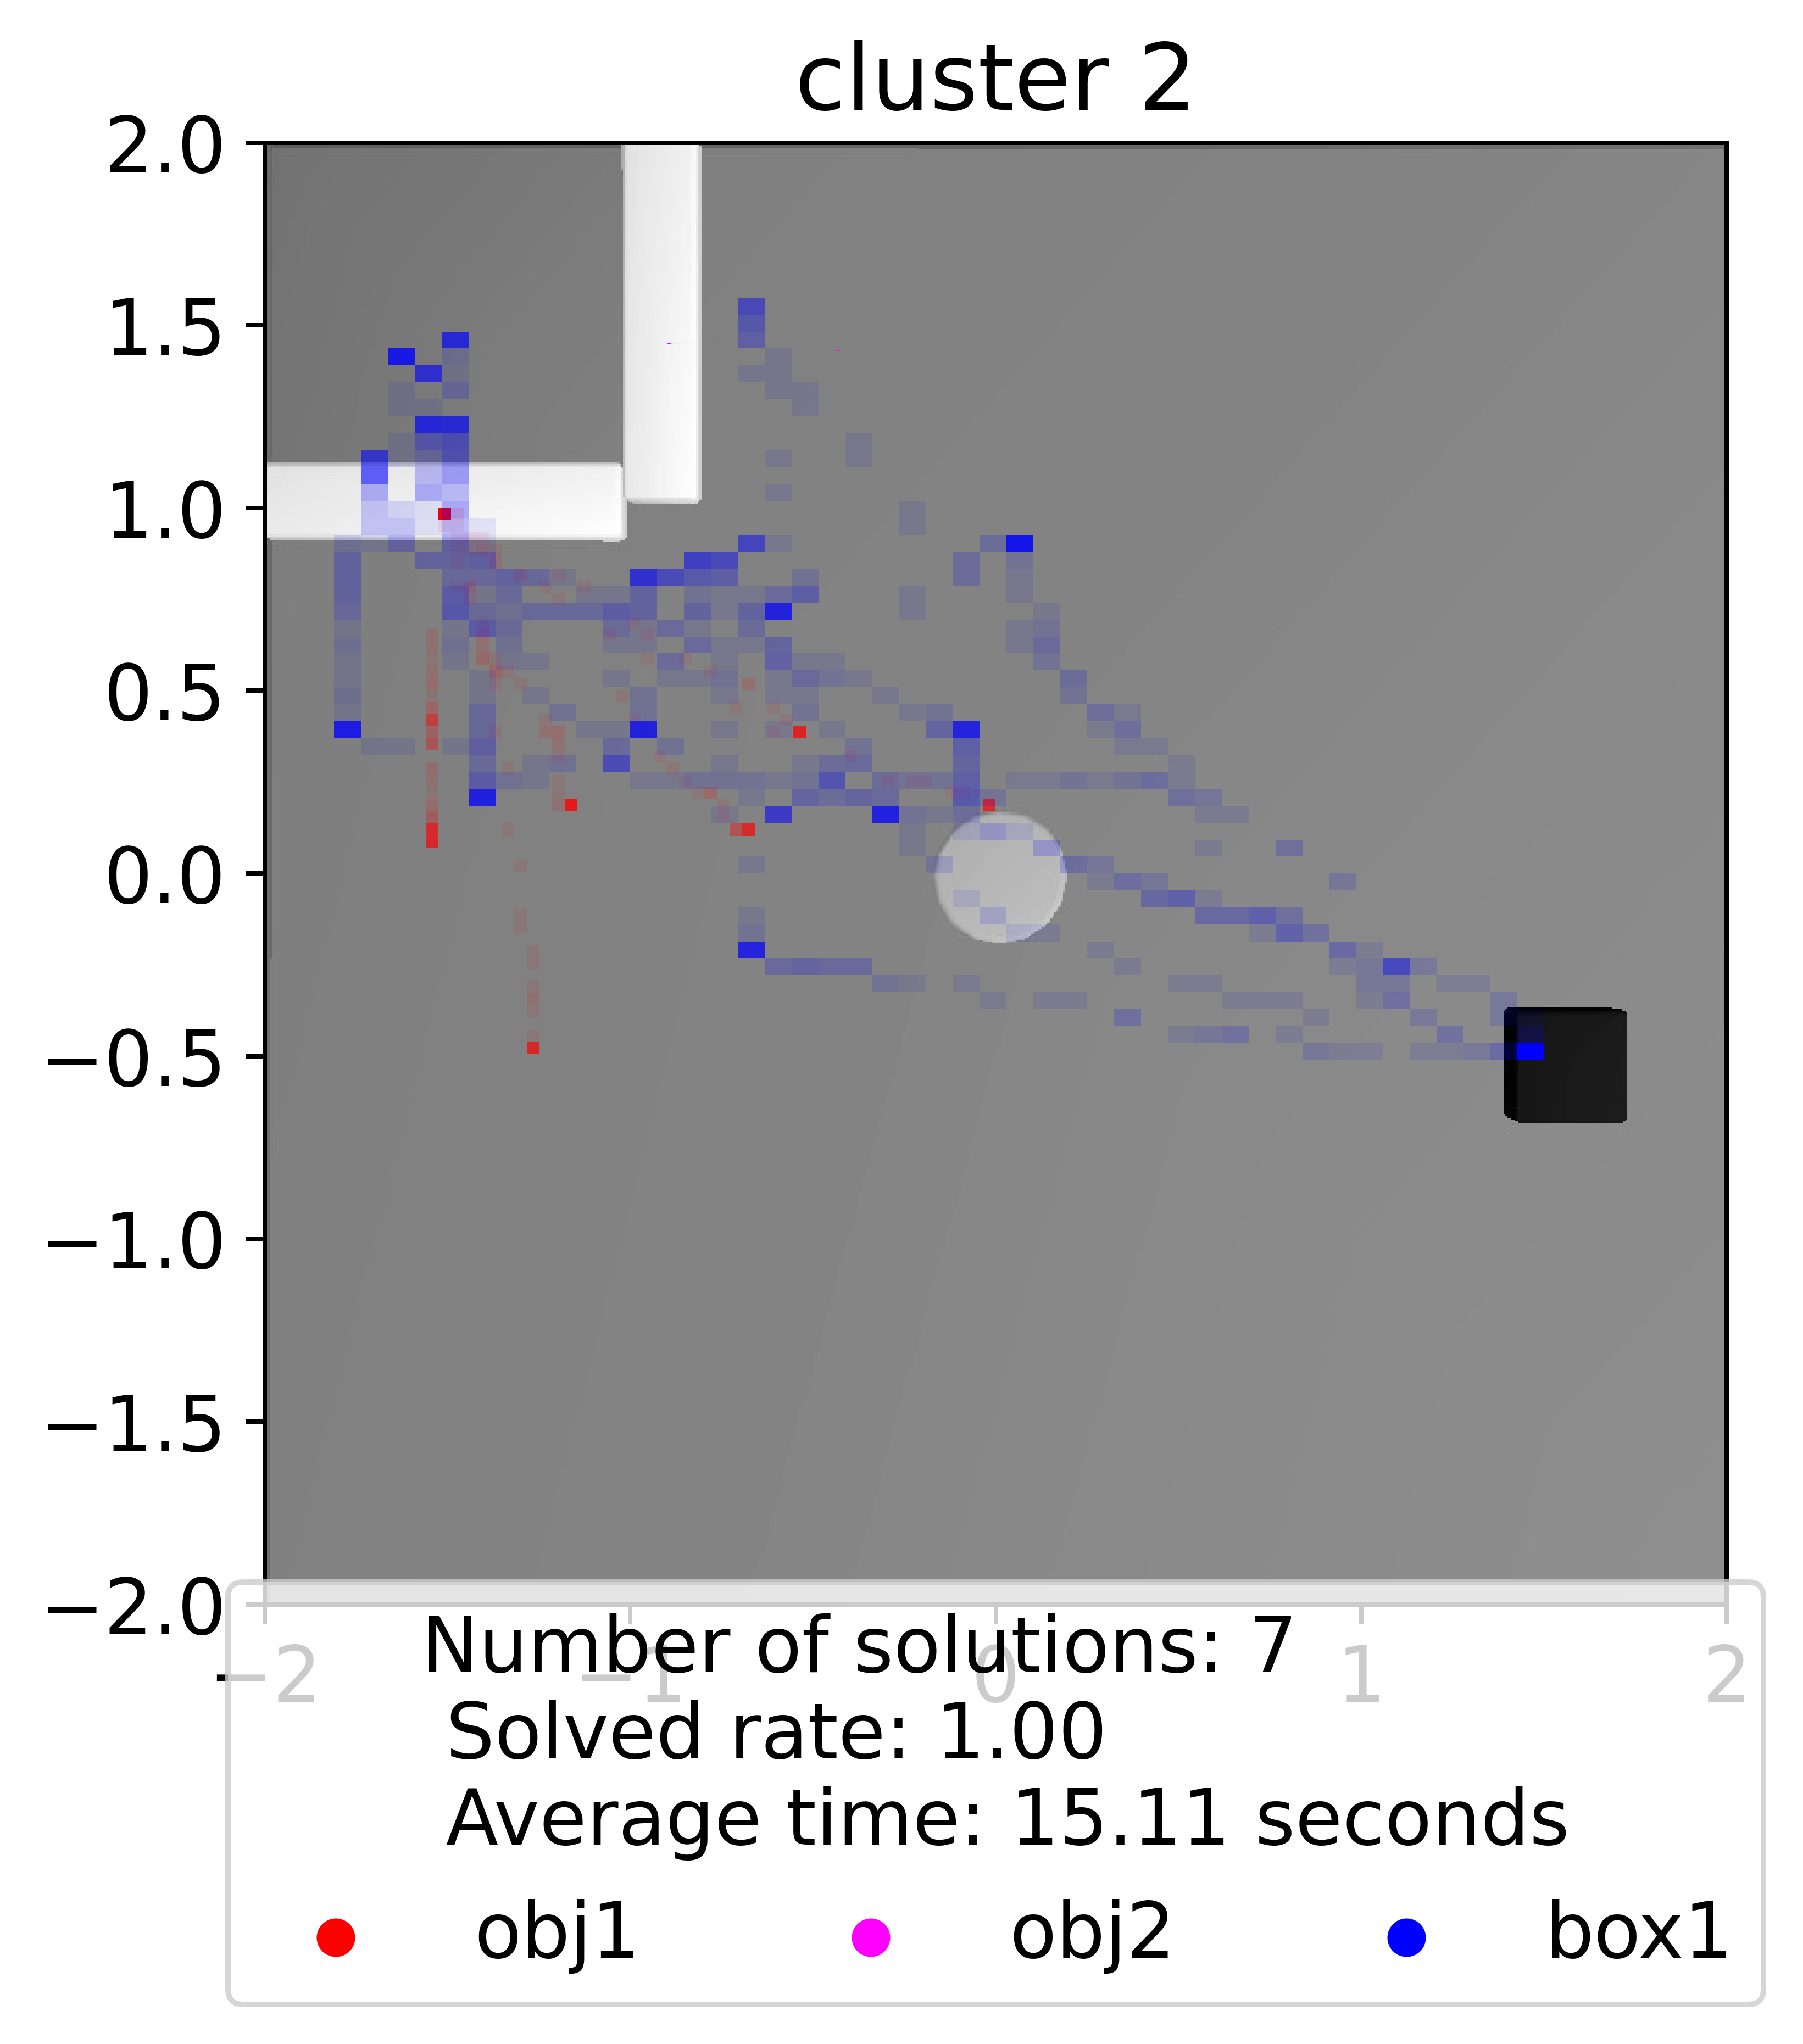 cluster 2
2.0
1.5
1.0
0.5
0.0
−0.5
−1.0
−1.5
−2.0
−2 −1 0 1 2
Number of solutions: 7
Solved rate: 1.00
Average time: 15.11 seconds
obj1 obj2 box1